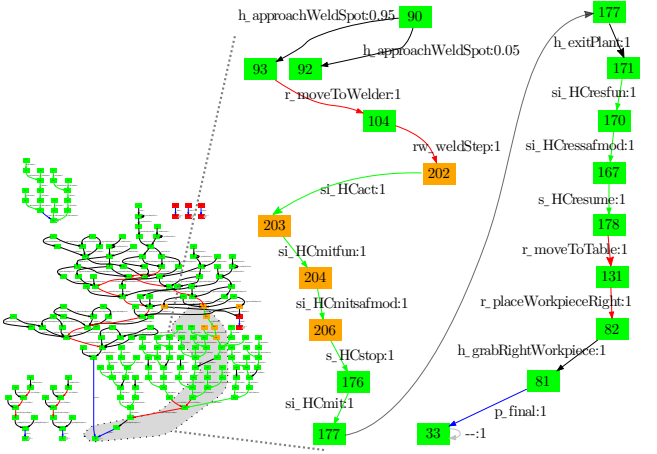 90
h_approachWeldSpot:0.95
h_approachWeldSpot:0.05
93
92
r_moveToWelder:1
104
rw_weldStep:1
202
si_HCact:1
203
si_HCmitfun:1
204
si_HCmitsafmod:1
206
s_HCstop:1
176
si_HCmit:1
177
177
h_exitPlant:1
171
si_HCresfun:1
170
si_HCressafmod:1
167
s_HCresume:1
178
r_moveToTable:1
131
r_placeWorkpieceRight:1
82
h_grabRightWorkpiece:1
81
p_final:1
33
--:1